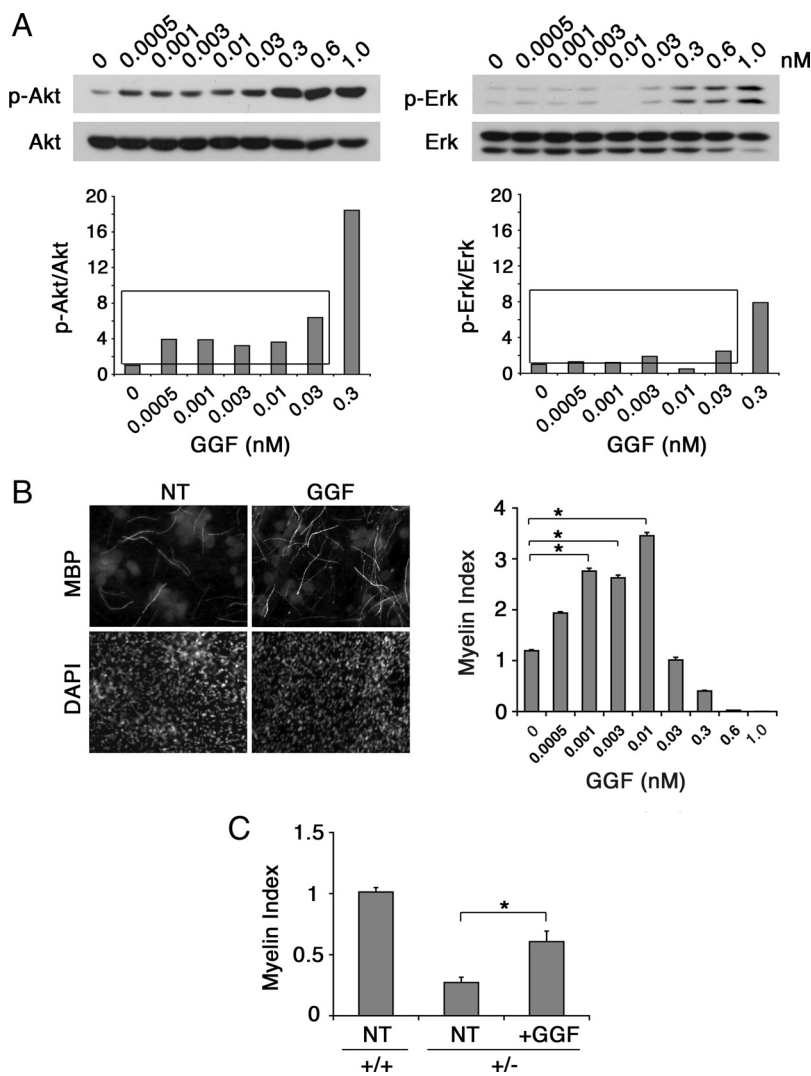 A
0 0.0005 0.001 0.003 0.01 0.03 0.3 0.6 1.0
p-Akt
Akt
0 0.0005 0.001 0.003 0.01 0.03 0.3 0.6 1.0 nM
p-Erk
Erk
p-Akt/Akt
20
16
12
8
4
0
0 0.0005 0.001 0.003 0.01 0.03 0.3
GGF (nM)
p-Erk/Erk
20
16
12
8
4
0
0 0.0005 0.001 0.003 0.01 0.03 0.3
GGF (nM)
B
NT GGF
MBP
DAPI
Myelin Index
4
3
2
1
0
*
*
*
0 0.0005 0.001 0.003 0.01 0.03 0.3 0.6 1.0
GGF (nM)
C
Myelin Index
1.5
1
0.5
0
*
NT NT +GGF
+/+ +/-